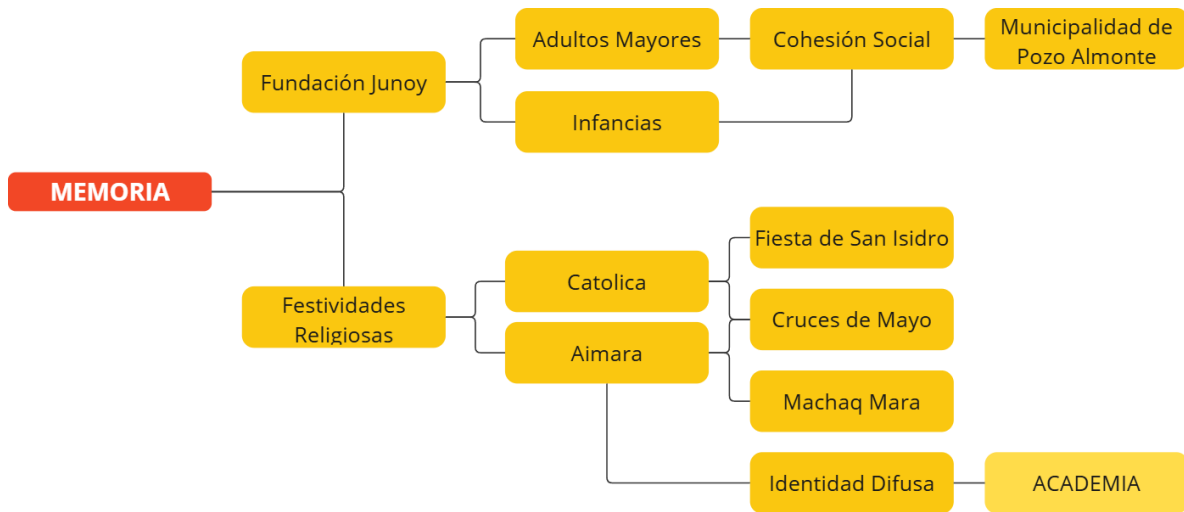 Adultos Mayores
Cohesión Social
Municipalidad de
Pozo Almonte
Fundación Junoy
Infancias
MEMORIA
Fiesta de San Isidro
Catolica
Festividades
Religiosas
Cruces de Mayo
Aimara
Machaq Mara
Identidad Difusa
ACADEMIA